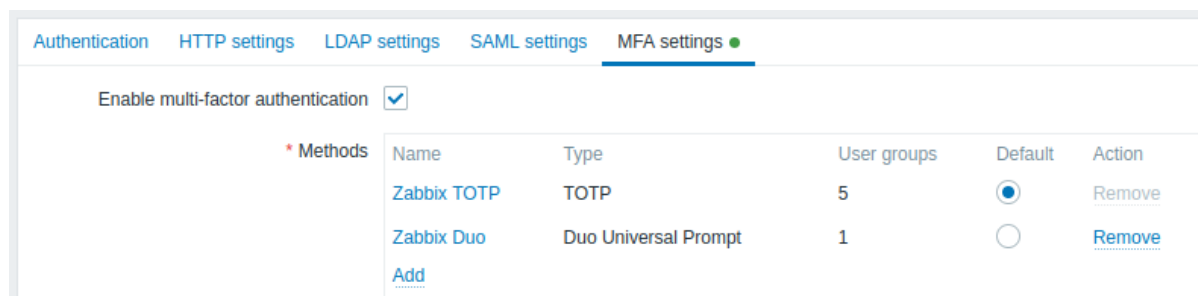 Authentication HTTP settings LDAP settings SAML settings MFA settings
Enable multi-factor authentication
* Methods Name Type User groups Default Action
Zabbix TOTP TOTP 5 Remove
Zabbix Duo Duo Universal Prompt 1 Remove
Add